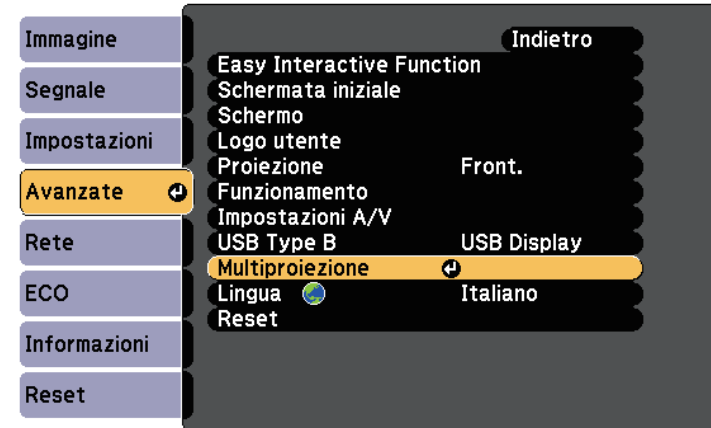 Immagine
Segnale
Impostazioni
Avanzate
Rete
ECO
Informazioni
Reset
Indietro
Easy Interactive Function
Schermata iniziale
Schermo
Logo utente
Proiezione Front.
Funzionamento
Impostazioni A/V
USB Type B USB Display
Multiproiezione
Lingua Italiano
Reset